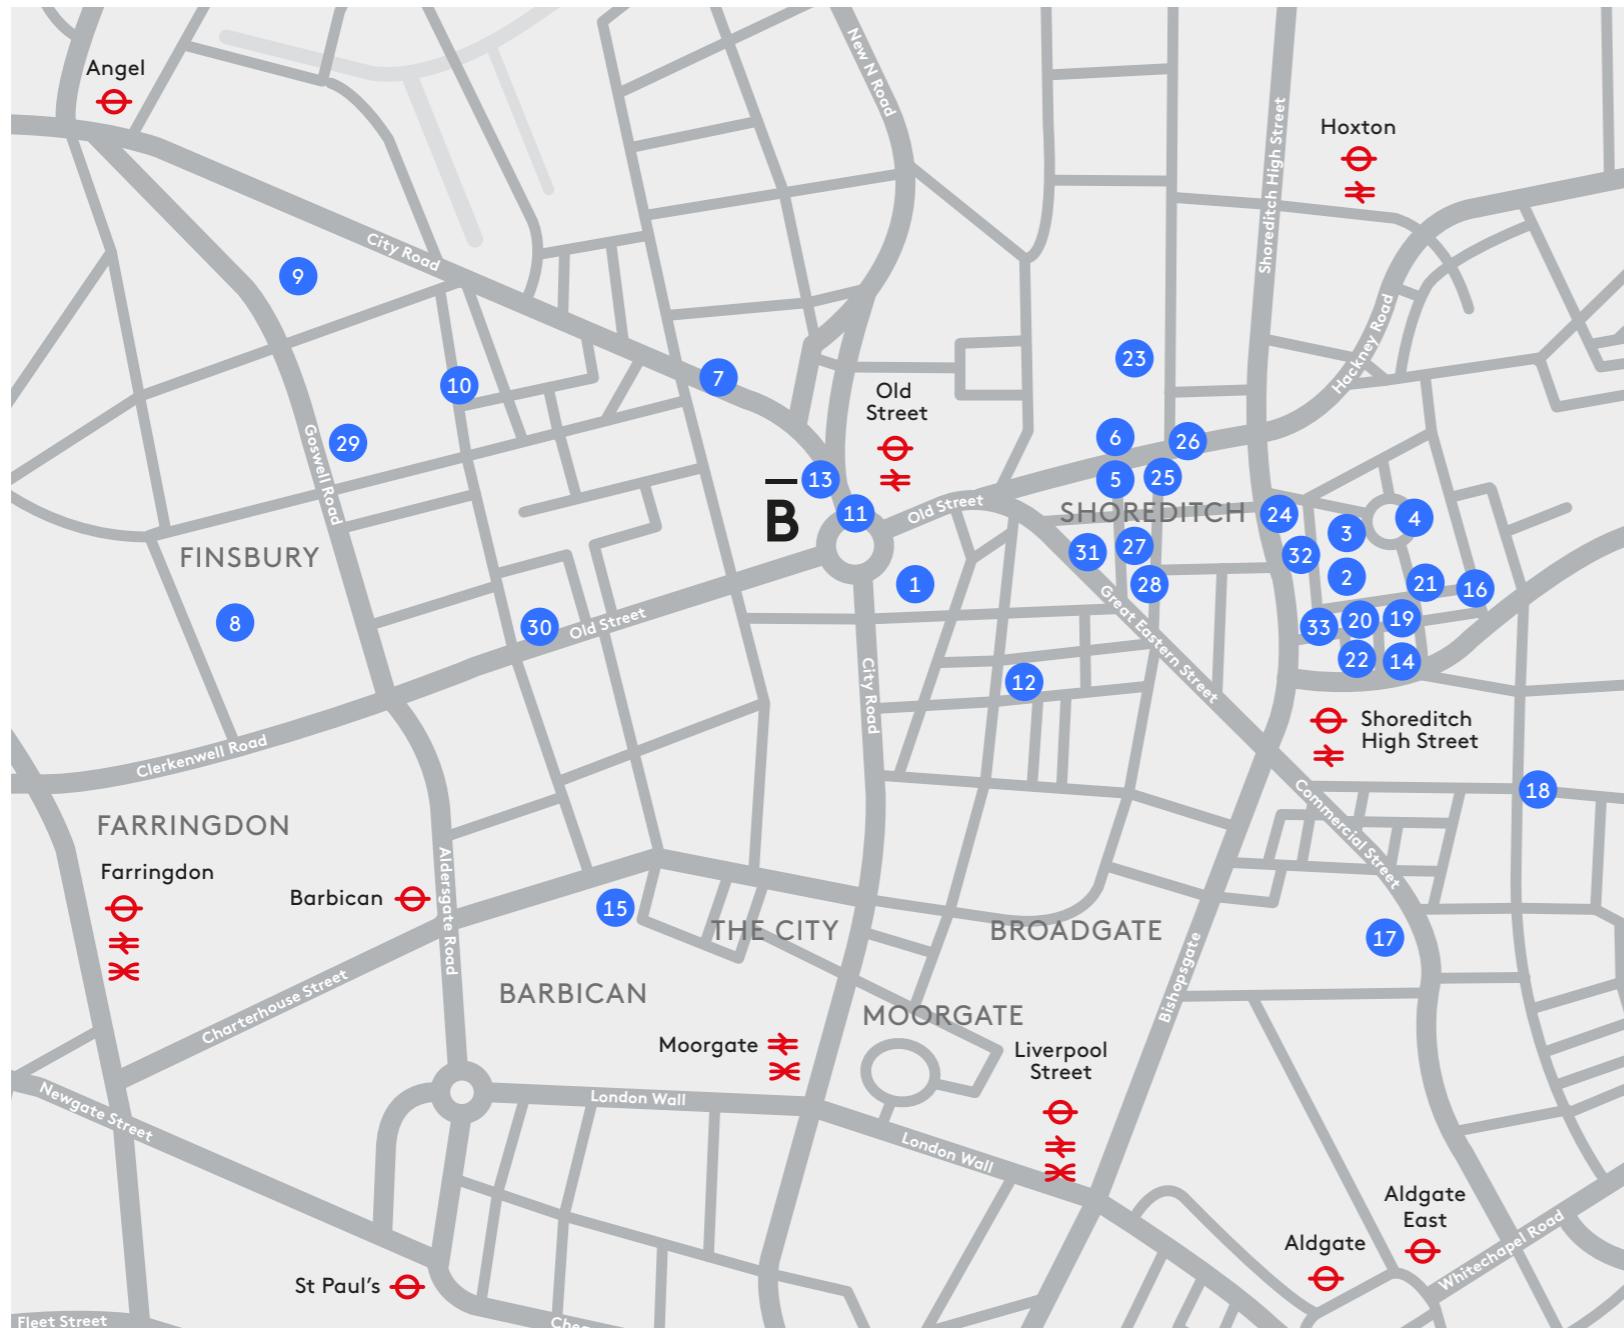 Angel
New N Road
Shoreditch High Street
Hoxton
City Road
9
Hackney Road
23
7
10
Old
Street
Goswell Road
29
6
26
13
5
25
B
11
Old Street
SHOREDITCH
24
4
3
FINSBURY
31
27
32
1
28
2
21
16
8
30
Old Street
Great Eastern Street
33
20
19
22
14
City Road
12
Clerkenwell Road
Shoreditch
High Street
18
Commercial Street
FARRINGDON
Farringdon
Barbican
Aldersgate Road
15
THE CITY
BROADGATE
17
Charterhouse Street
BARBICAN
Bishopsgate
MOORGATE
Moorgate
Liverpool
Street
Newgate Street
London Wall
London Wall
Aldgate
East
Aldgate
Whitechapel Road
St Paul's
Fleet Street